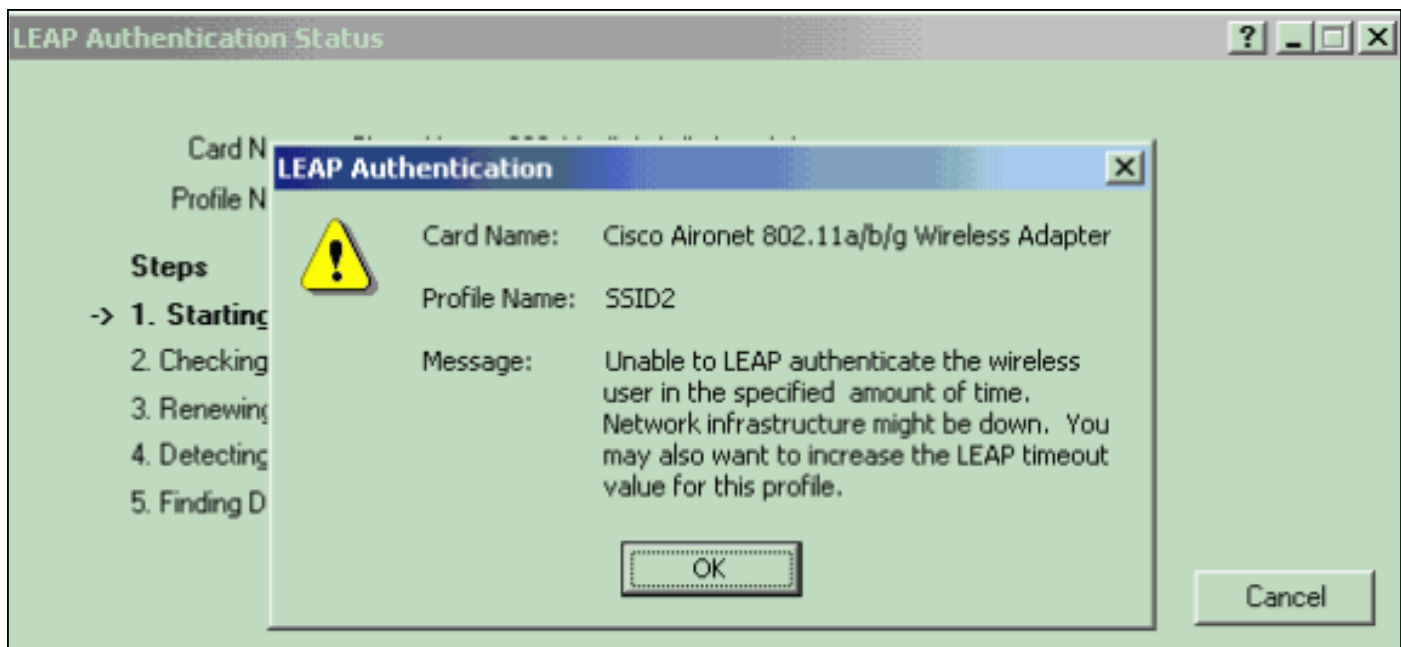 LEAP Authentication Status
?
Card N
Profile N
Steps
-> 1. Starting
2. Checking
3. Renewing
4. Detecting
5. Finding D
LEAP Authentication
Card Name: Cisco Aironet 802.11a/b/g Wireless Adapter
Profile Name: SSID2
Message: Unable to LEAP authenticate the wireless
user in the specified amount of time.
Network infrastructure might be down. You
may also want to increase the LEAP timeout
value for this profile.
OK
Cancel